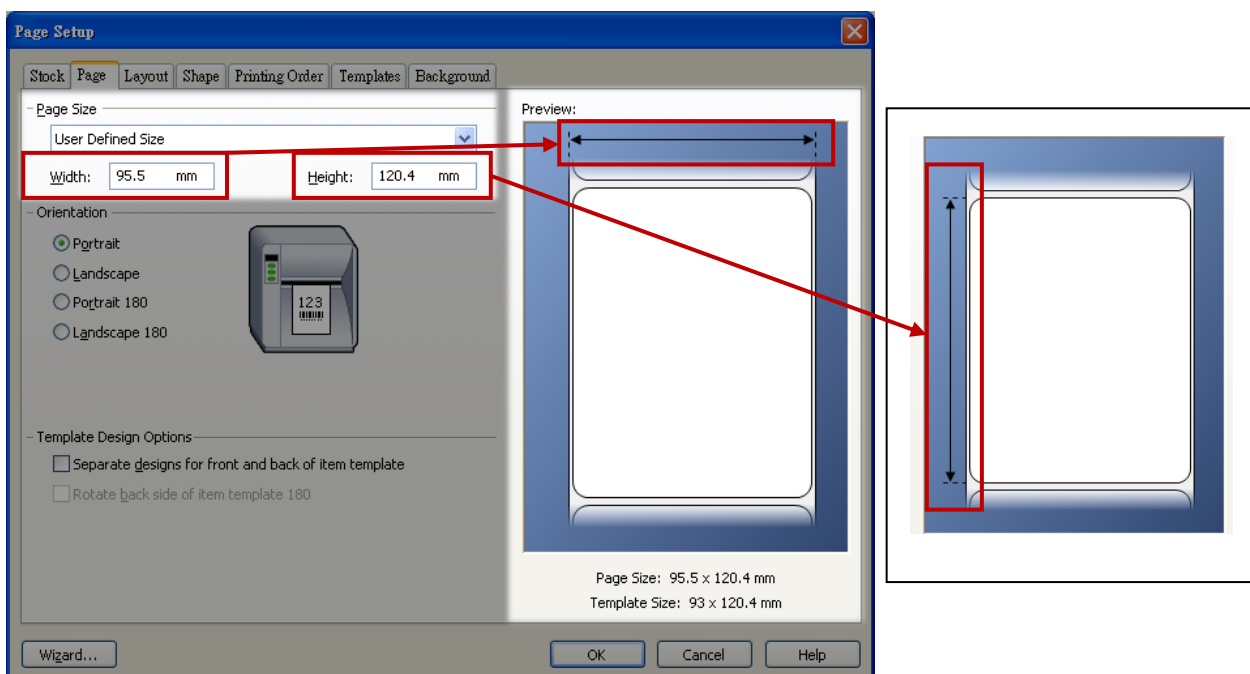 Page Setup
Stock Page Layout Shape Printing Order Templates Background
Page Size
User Defined Size
Width: 95.5 mm Height: 120.4 mm
Orientation
Portrait
Landscape
Portrait 180
Landscape 180
123
Template Design Options
Separate designs for front and back of item template
Rotate back side of item template 180
Preview:
Page Size: 95.5 x 120.4 mm
Template Size: 93 x 120.4 mm
Wizard... OK Cancel Help